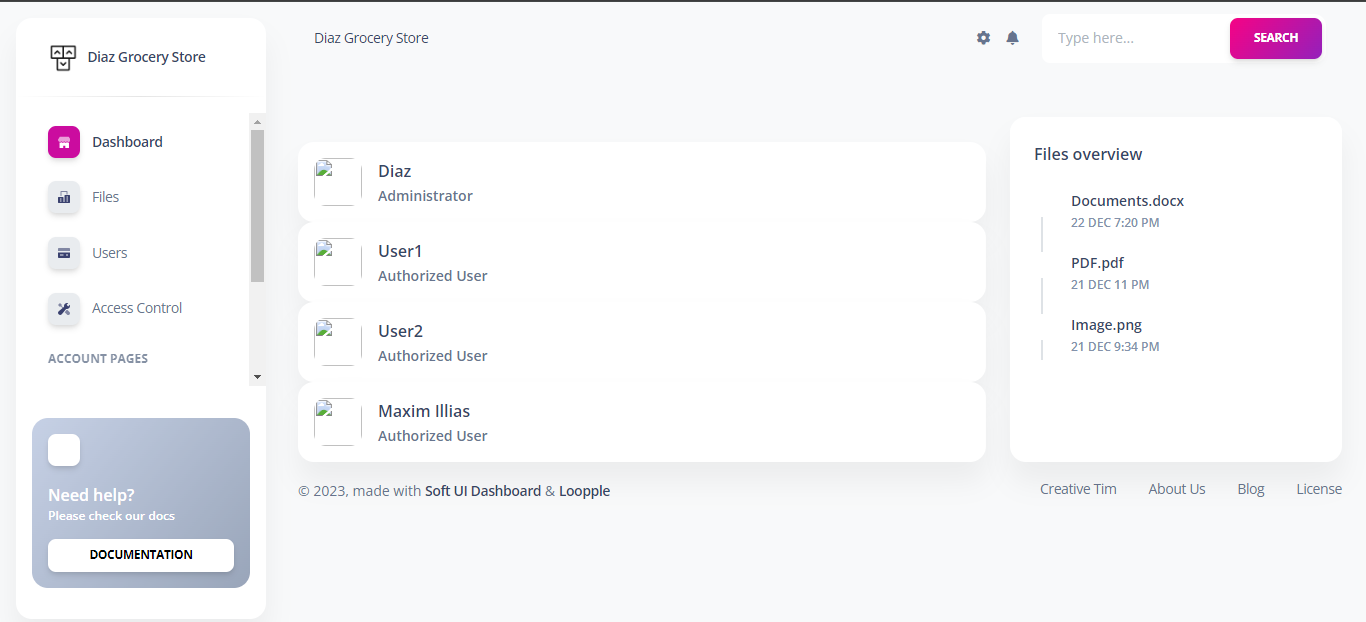 Diaz Grocery Store
Dashboard
Files
Users
Access Control
ACCOUNT PAGES
Need help?
Please check our docs
DOCUMENTATION
Diaz Grocery Store
Type here...
SEARCH
Diaz
Administrator
User1
Authorized User
User2
Authorized User
Maxim Illias
Authorized User
Files overview
Documents.docx
22 DEC 7:20 PM
PDF.pdf
21 DEC 11 PM
Image.png
21 DEC 9:34 PM
© 2023, made with Soft UI Dashboard & Loopple
Creative Tim
About Us
Blog
License